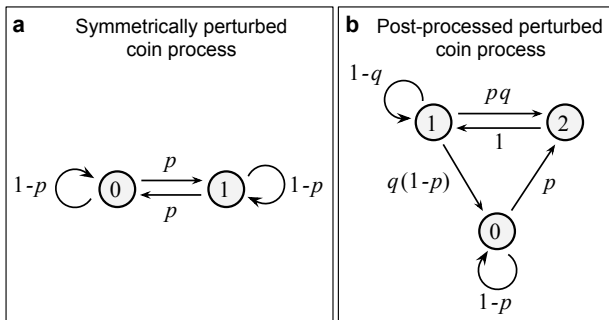 a Symmetrically perturbed
coin process
1-p
0
p
p
1
1-p
b Post-processed perturbed
coin process
1-q
1
pq
1
2
q(1-p)
p
0
1-p